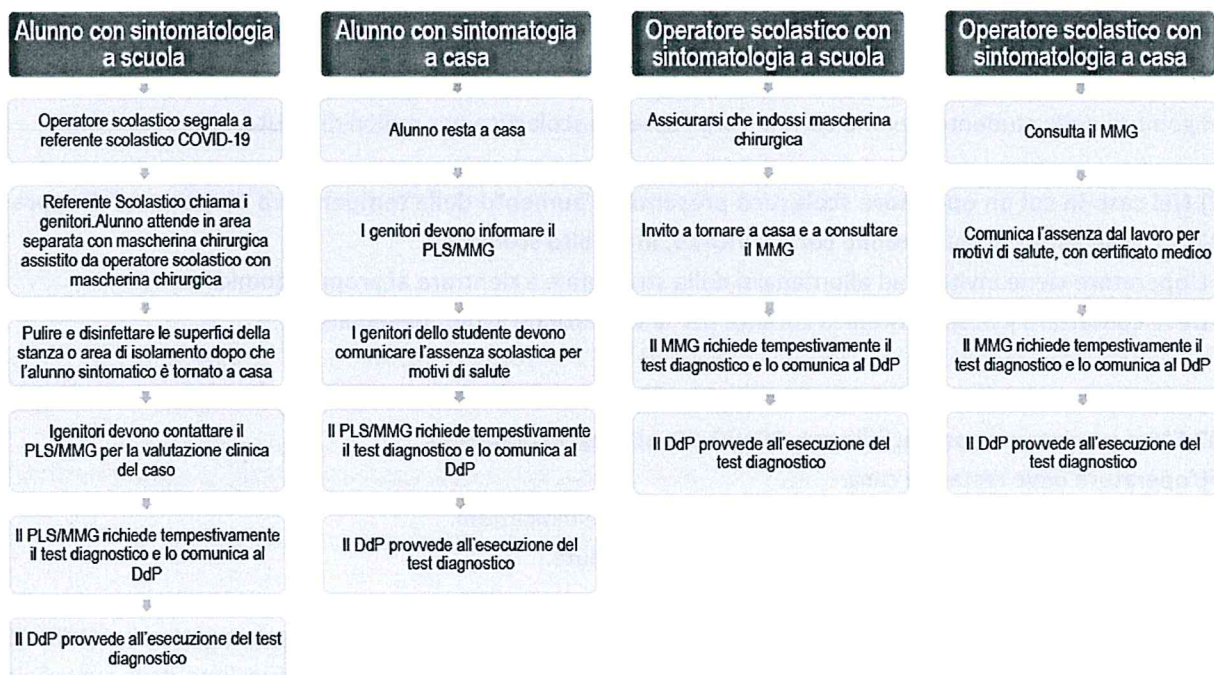 Alunno con sintomatologia
a scuola
Operatore scolastico segnala a
referente scolastico COVID-19
Referente Scolastico chiama i
genitori.Alunno attende in area
separata con mascherina chirurgica
assistito da operatore scolastico con
mascherina chirurgica
Pulire e disinfettare le superfici della
stanza o area di isolamento dopo che
l'alunno sintomatico è tornato a casa
Igenitori devono contattare il
PLS/MMG per la valutazione clinica
del caso
Il PLS/MMG richiede tempestivamente
il test diagnostico e lo comunica al
DdP
Il DdP provvede all'esecuzione del test
diagnostico
Alunno con sintomatogia
a casa
Alunno resta a casa
I genitori devono informare il
PLS/MMG
I genitori dello studente devono
comunicare l'assenza scolastica per
motivi di salute
Il PLS/MMG richiede tempestivamente
il test diagnostico e lo comunica al
DdP
Il DdP provvede all'esecuzione del
test diagnostico
Operatore scolastico con
sintomatologia a scuola
Assicurarsi che indossi mascherina
chirurgica
Invito a tornare a casa e a consultare
il MMG
Il MMG richiede tempestivamente il
test diagnostico e lo comunica al DdP
Il DdP provvede all'esecuzione del
test diagnostico
Operatore scolastico con
sintomatologia a casa
Consulta il MMG
Comunica l'assenza dal lavoro per
motivi di salute, con certificato medico
Il MMG richiede tempestivamente il
test diagnostico e lo comunica al DdP
Il DdP provvede all'esecuzione del
test diagnostico